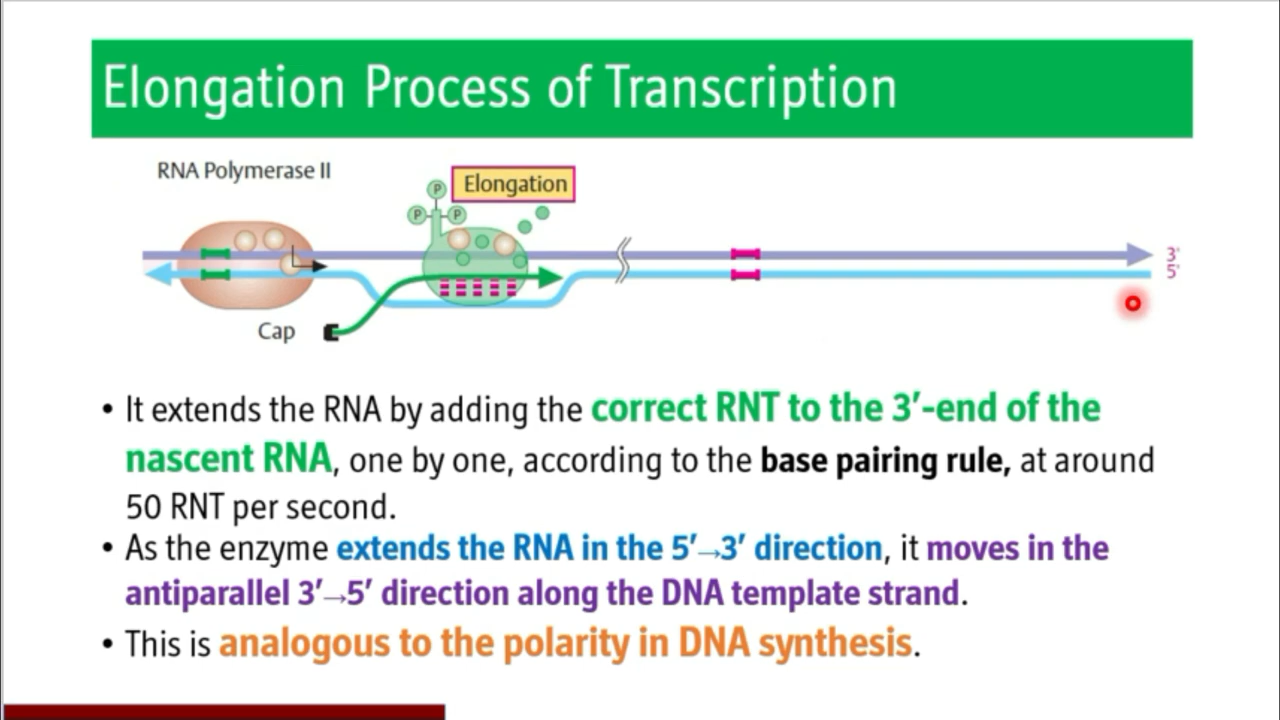 Elongation Process of Transcription
RNA Polymerase II
P
Elongation
P P
3'
5'
Cap
• It extends the RNA by adding the correct RNT to the 3′-end of the
nascent RNA, one by one, according to the base pairing rule, at around
50 RNT per second.
• As the enzyme extends the RNA in the 5′→3′ direction, it moves in the
antiparallel 3′→5′ direction along the DNA template strand.
• This is analogous to the polarity in DNA synthesis.